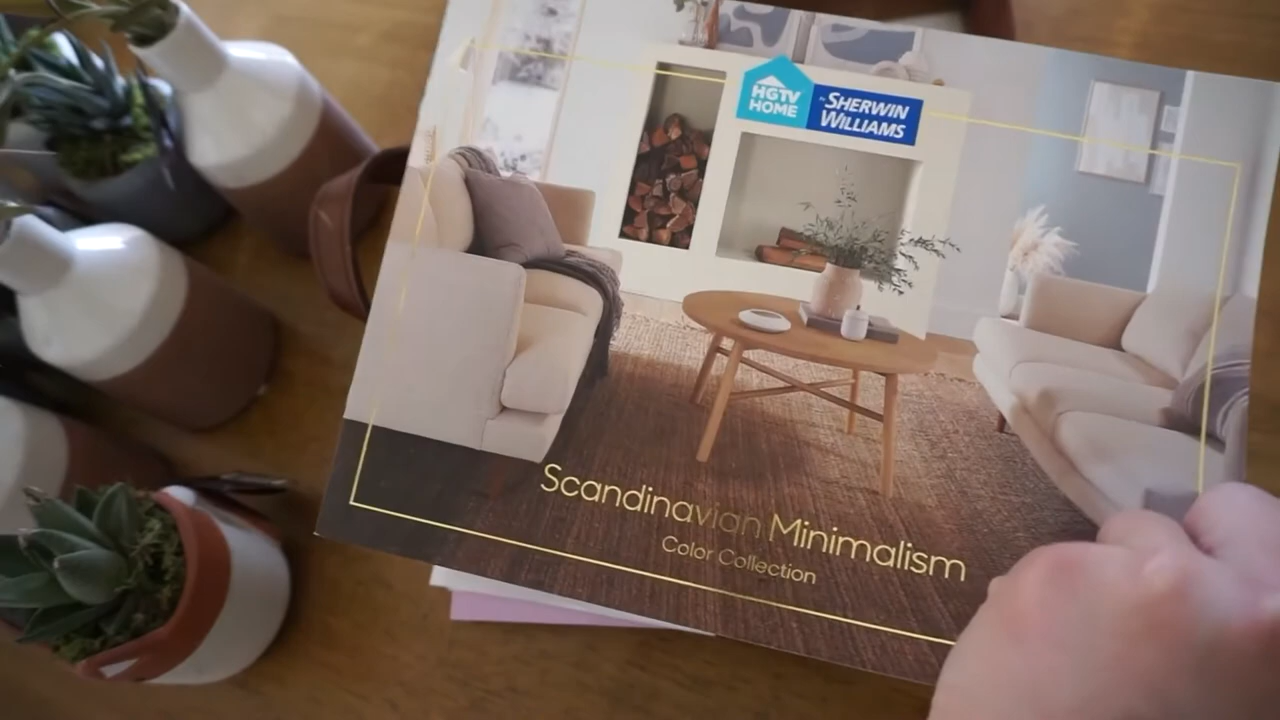 HGTV
HOME
BY SHERWIN
WILLIAMS
Scandinavian Minimalism
Color Collection